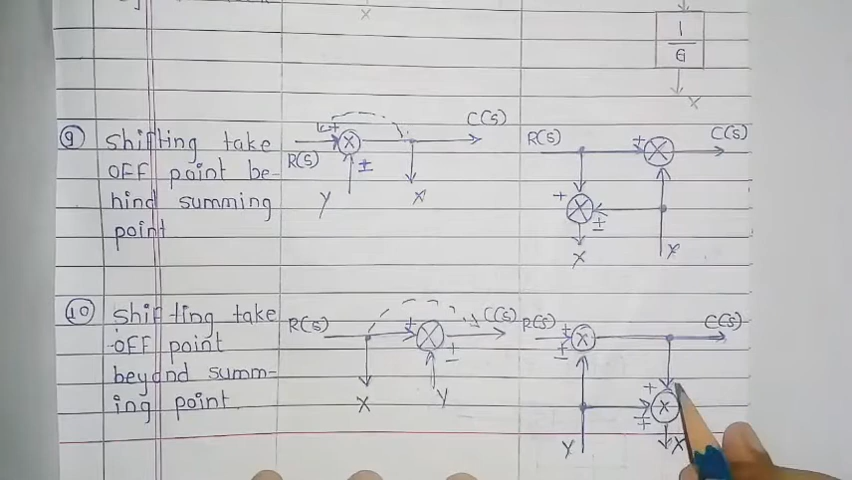 X
1
G
X
⑨ Shifting take
OFF point be-
hind summing
point
R(S)
+
X
±
Y
X
C(S)
R(S)
±
X
C(S)
+
X
±
X
Y
⑩ Shifting take
OFF point
beyond summ-
ing point
R(S)
+
X
±
C(S)
X
Y
R(S)
±
±
X
C(S)
+
X
∓
Y
X